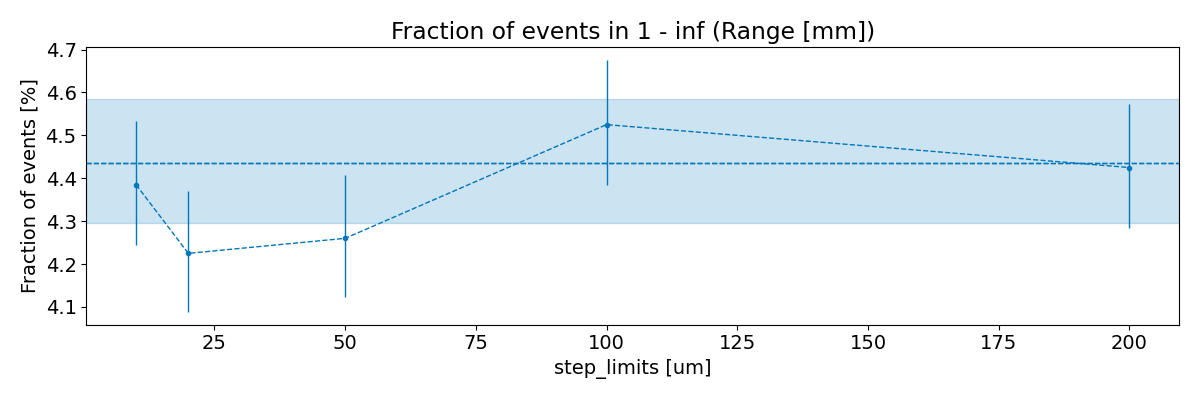 Fraction of events in 1 - inf (Range [mm])
Fraction of events [%]
4.7
4.6
4.5
4.4
4.3
4.2
4.1
25 50 75 100 125 150 175 200
step_limits [um]